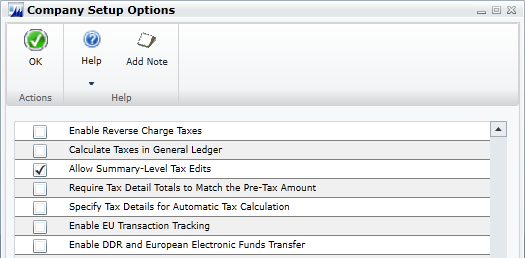 Company Setup Options
OK
Help
Add Note
Actions
Help
Enable Reverse Charge Taxes
Calculate Taxes in General Ledger
Allow Summary-Level Tax Edits
Require Tax Detail Totals to Match the Pre-Tax Amount
Specify Tax Details for Automatic Tax Calculation
Enable EU Transaction Tracking
Enable DDR and European Electronic Funds Transfer